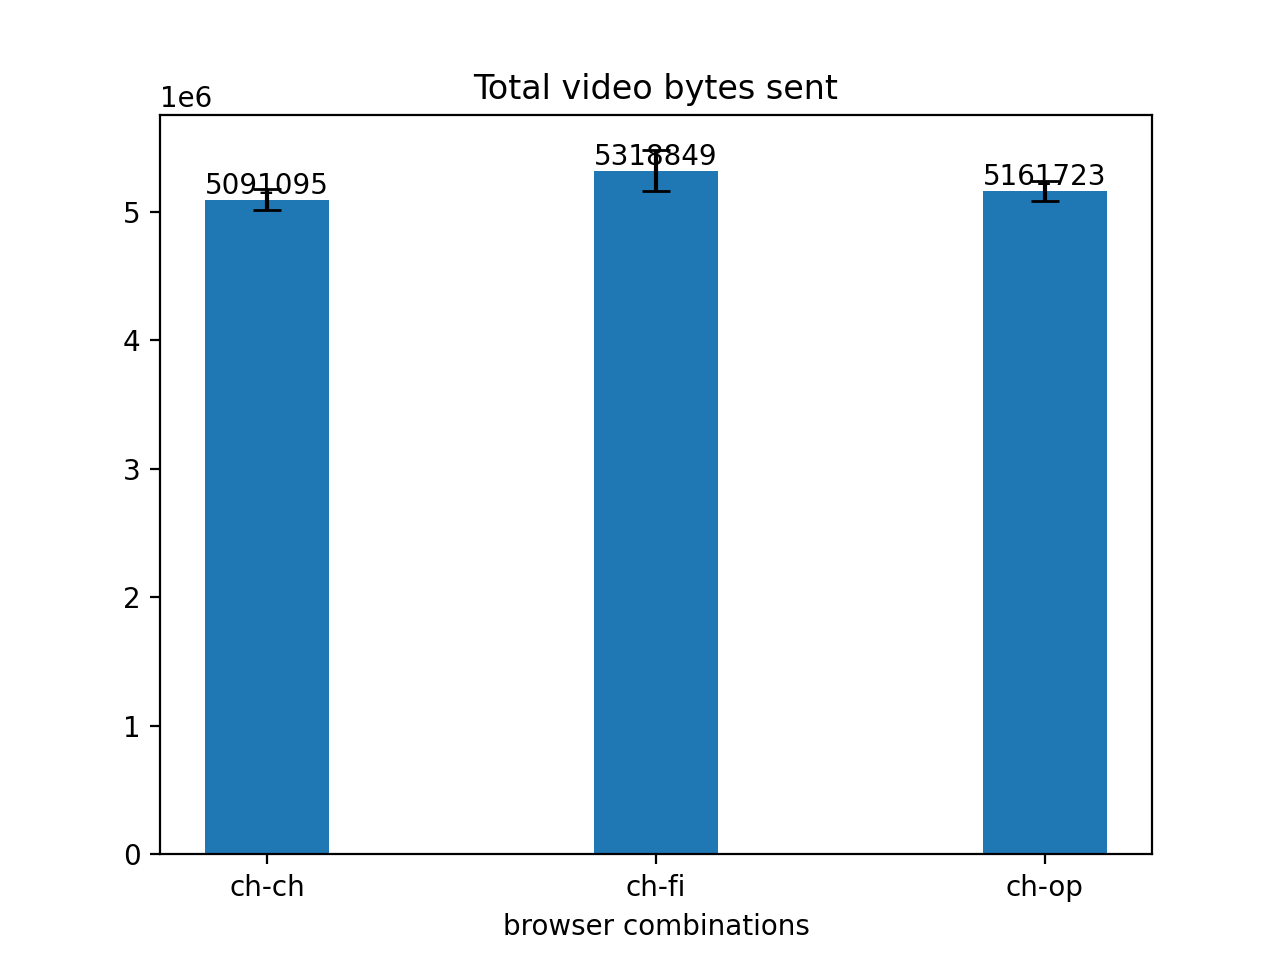 Total video bytes sent
1e6
5091095
5318849
5161723
5
4
3
2
1
0
ch-ch
ch-fi
ch-op
browser combinations